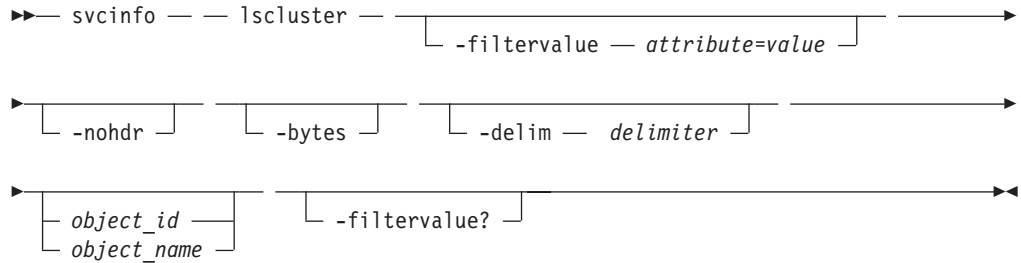 svcinfo lscluster
-filtervalue attribute=value
-nohdr -bytes -delim delimiter
object_id
object_name
-filtervalue?